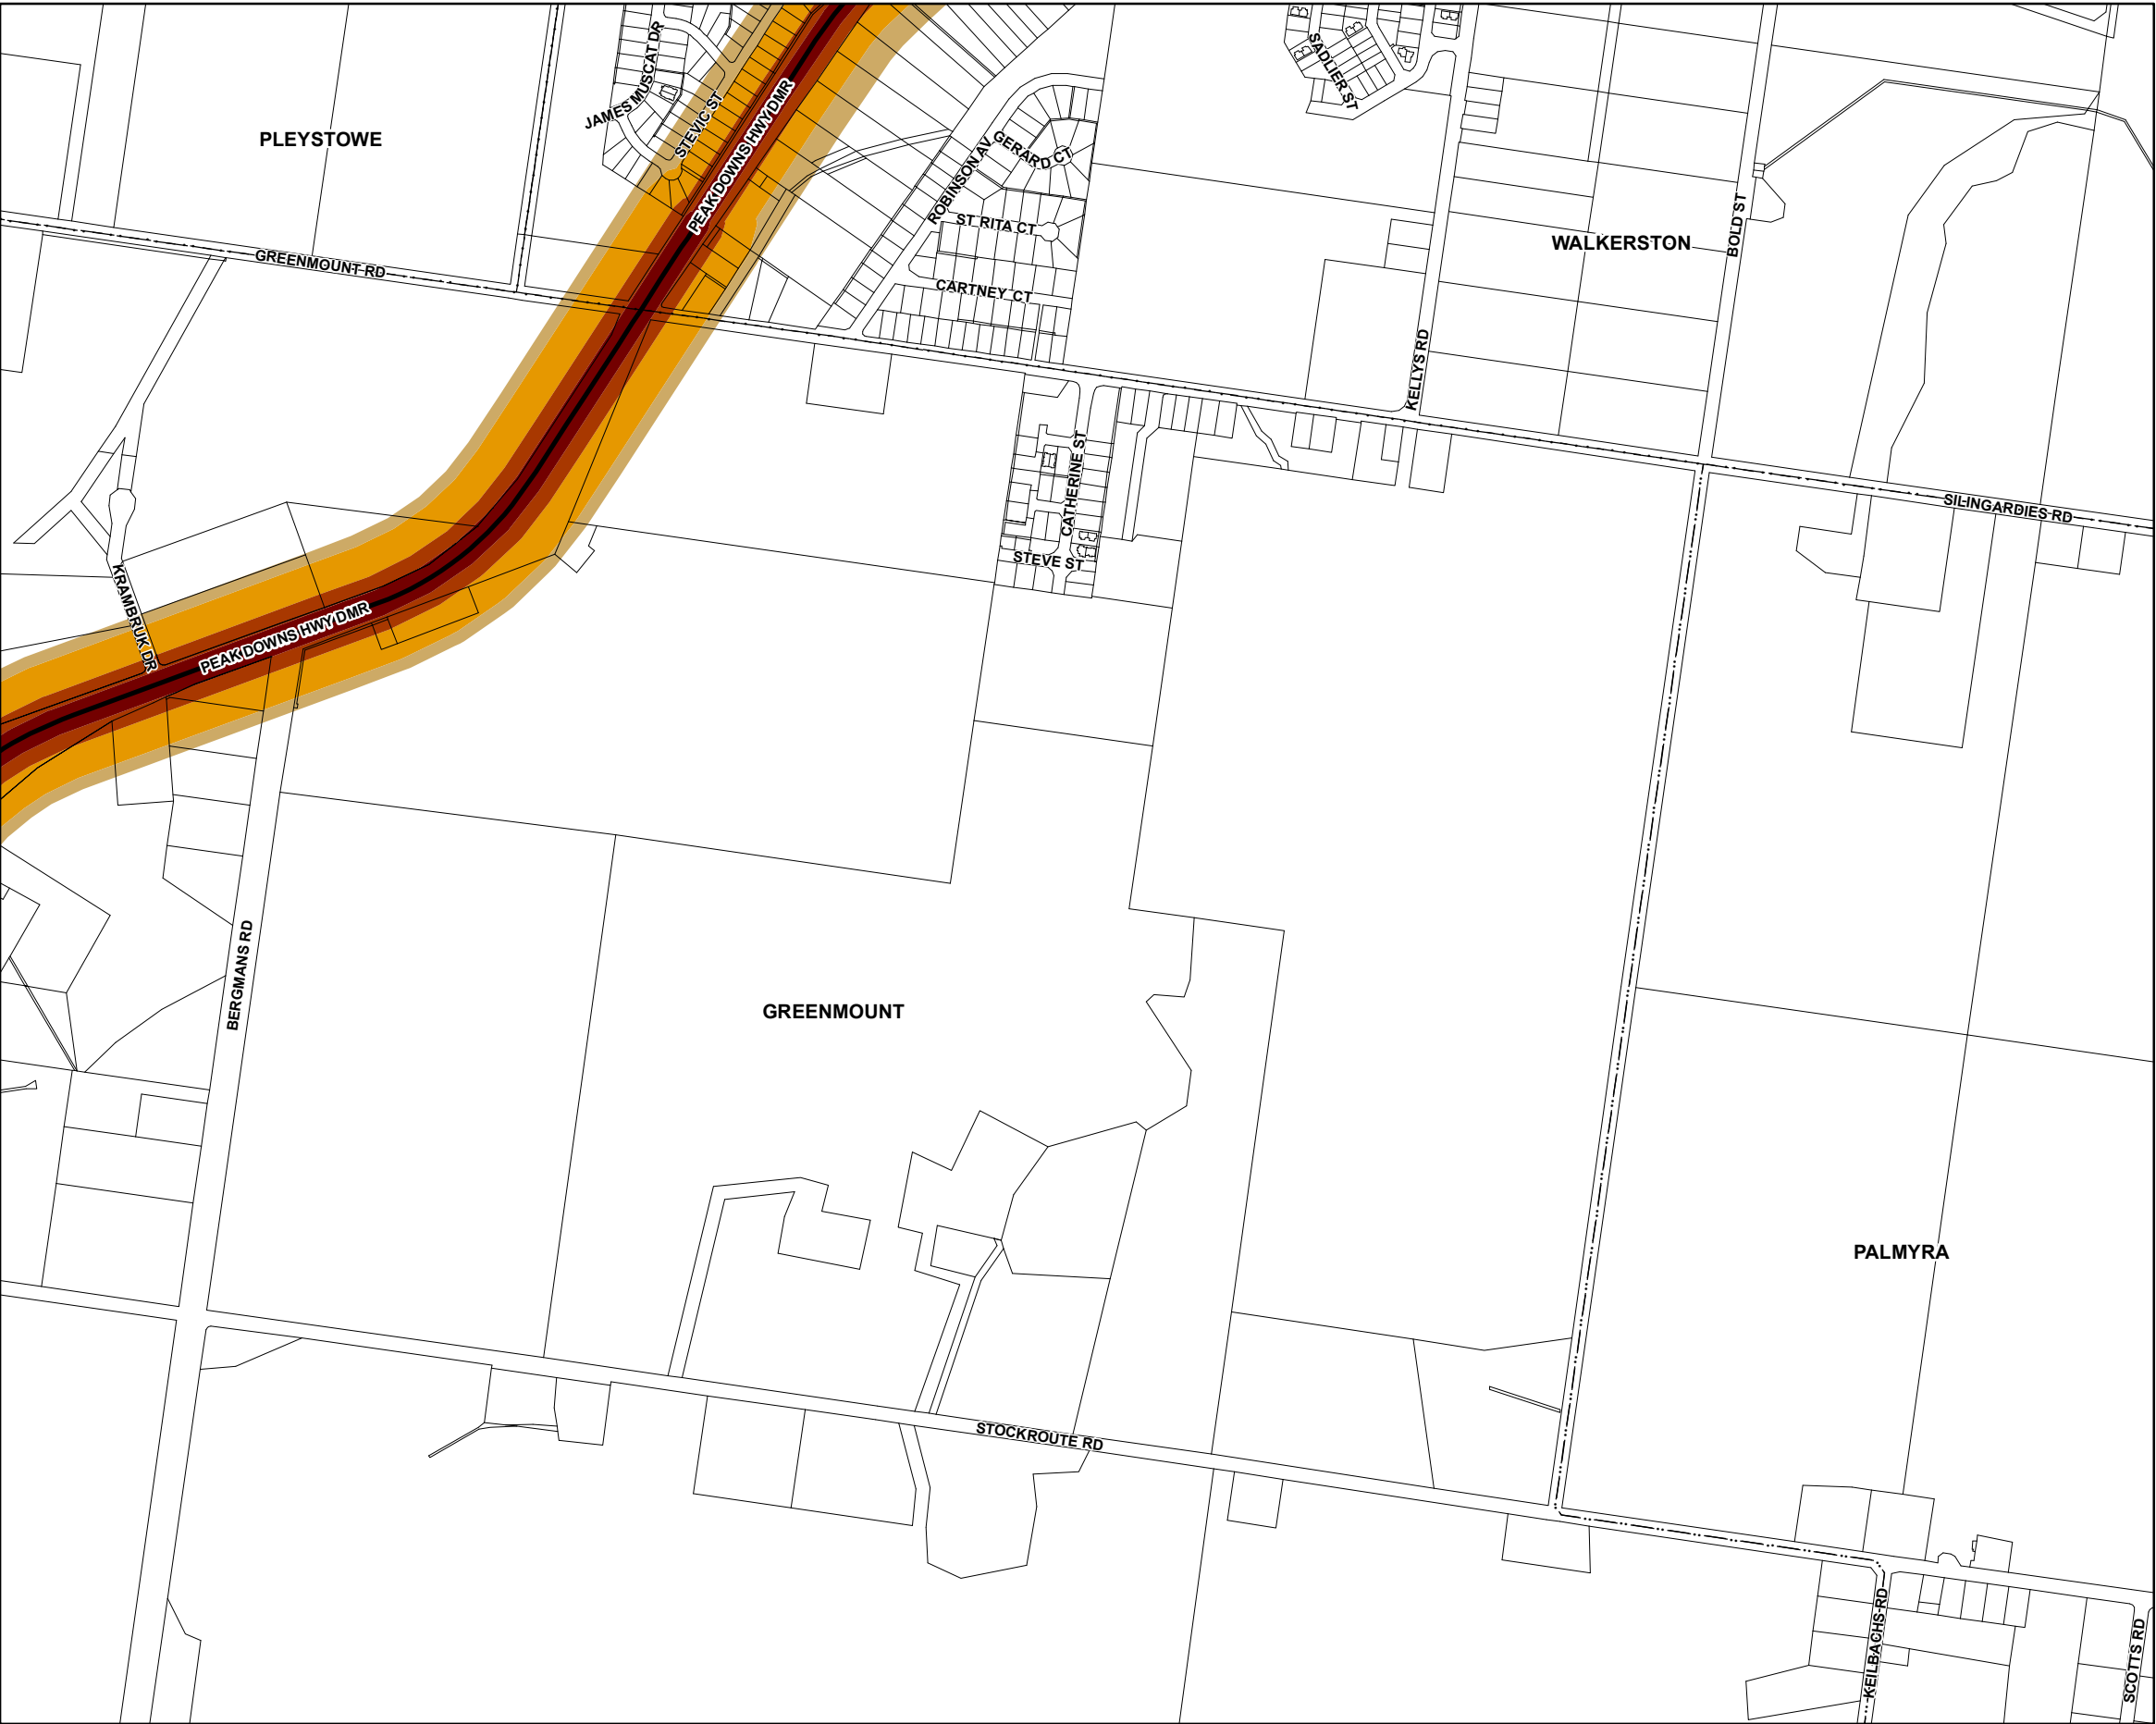 JAMES MUSCAT DR
SADLIER ST
STEVIC ST
PEAK DOWNS HWY DMR
PLEYSTOWE
GERARD CT
ROBINSON AV
ST RITA CT
WALKERSTON
BOLD ST
GREENMOUNT RD
CARTNEY CT
KELLYS RD
CATHERINE ST
SILINGARDIES RD
STEVE ST
KRAMBRUK DR
PEAK DOWNS HWY DMR
BERGMANS RD
GREENMOUNT
PALMYRA
STOCKROUTE RD
KEILBACHS RD
SCOTTS RD